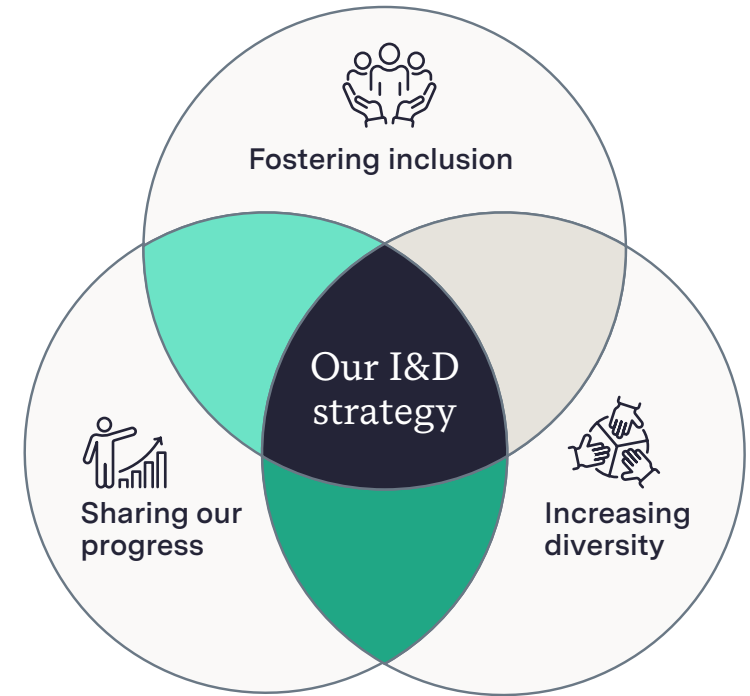 Fostering inclusion
Our I&D
strategy
Sharing our
progress
Increasing
diversity